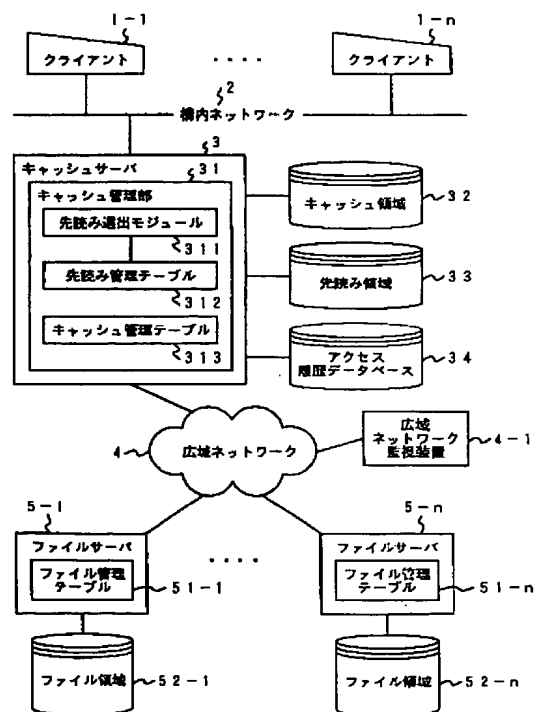 1-1
1-n
クライアント
クライアント
2
構内ネットワーク
3
キャッシュサーバ
31
キャッシュ管理部
先読み選出モジュール
311
先読み管理テーブル
312
キャッシュ管理テーブル
313
キャッシュ領域
32
先読み領域
33
アクセス
履歴データベース
34
4
広域ネットワーク
広域
ネットワーク
監視装置
4-1
5-1
ファイルサーバ
ファイル管理
テーブル
51-1
5-n
ファイルサーバ
ファイル管理
テーブル
51-n
ファイル領域
52-1
ファイル領域
52-n